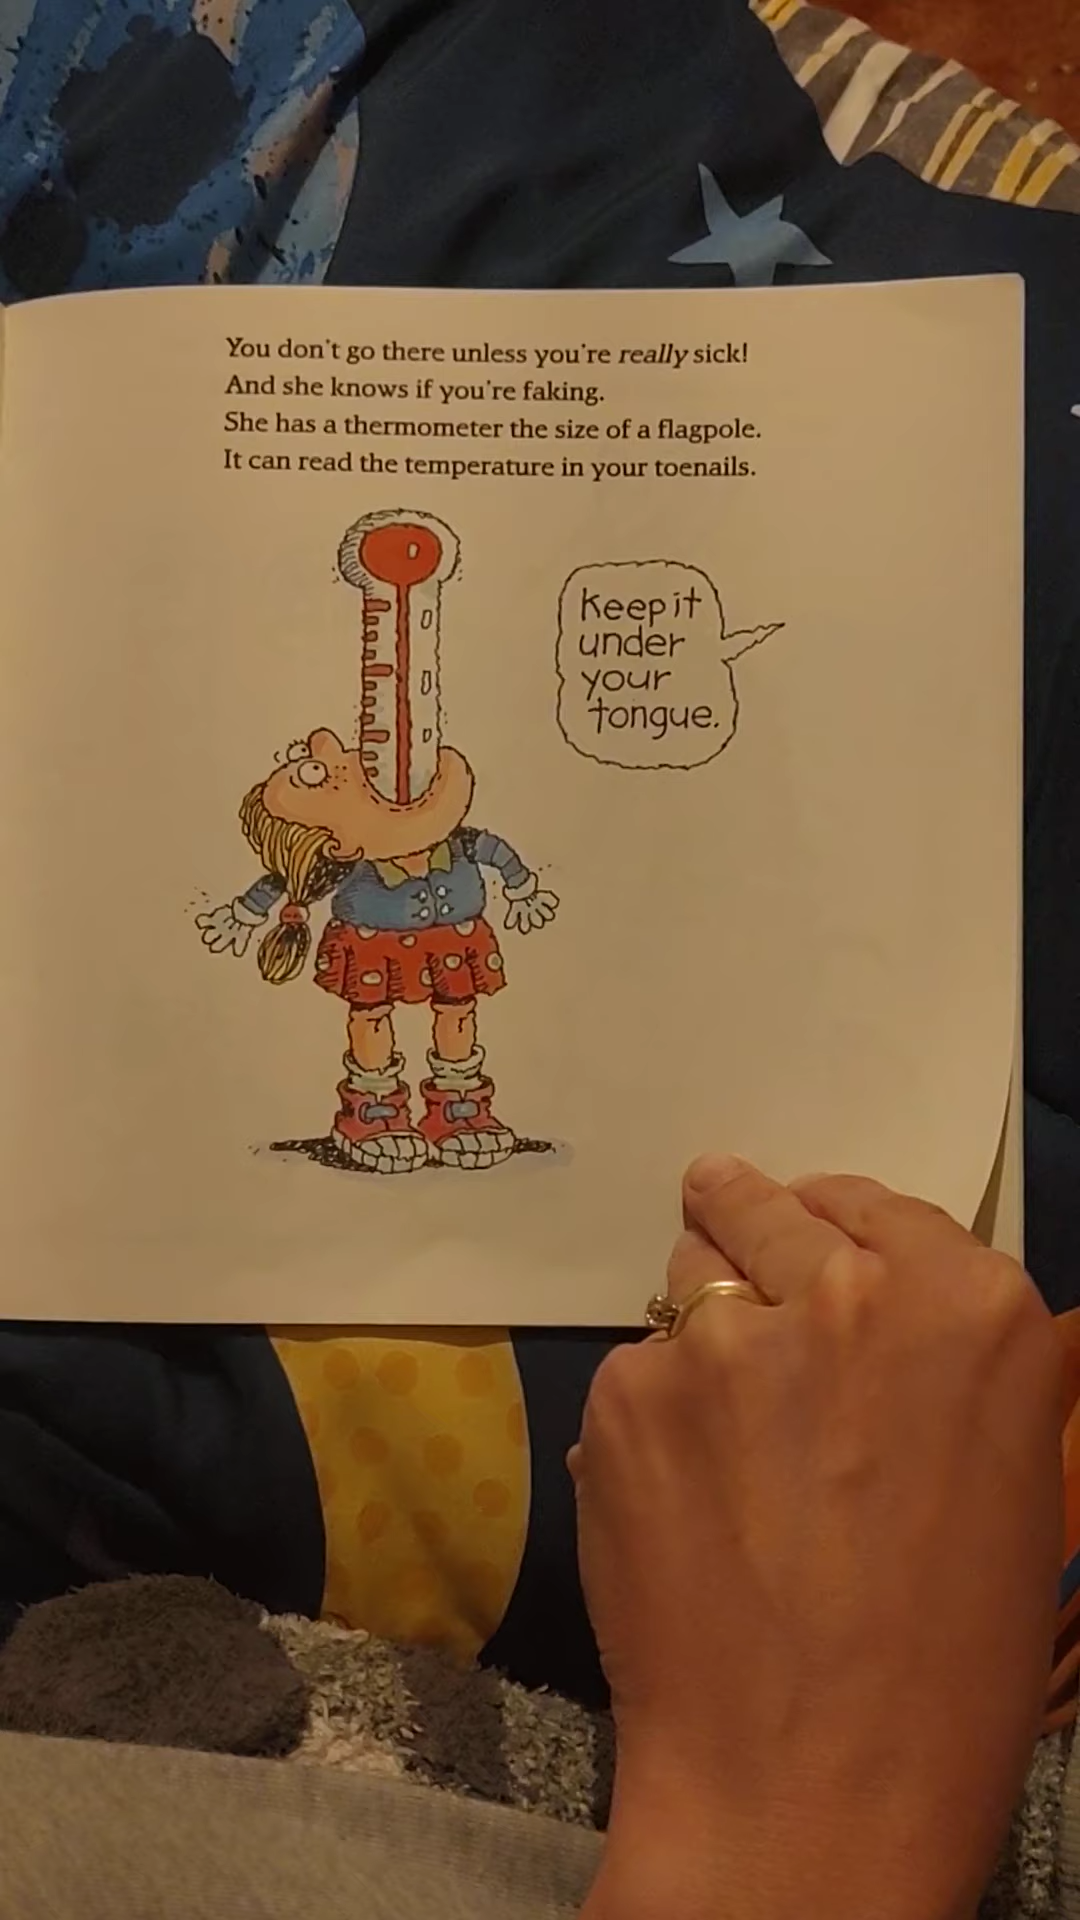 You don't go there unless you're really sick!
And she knows if you're faking.
She has a thermometer the size of a flagpole.
It can read the temperature in your toenails.
Keep it
under
your
tongue.